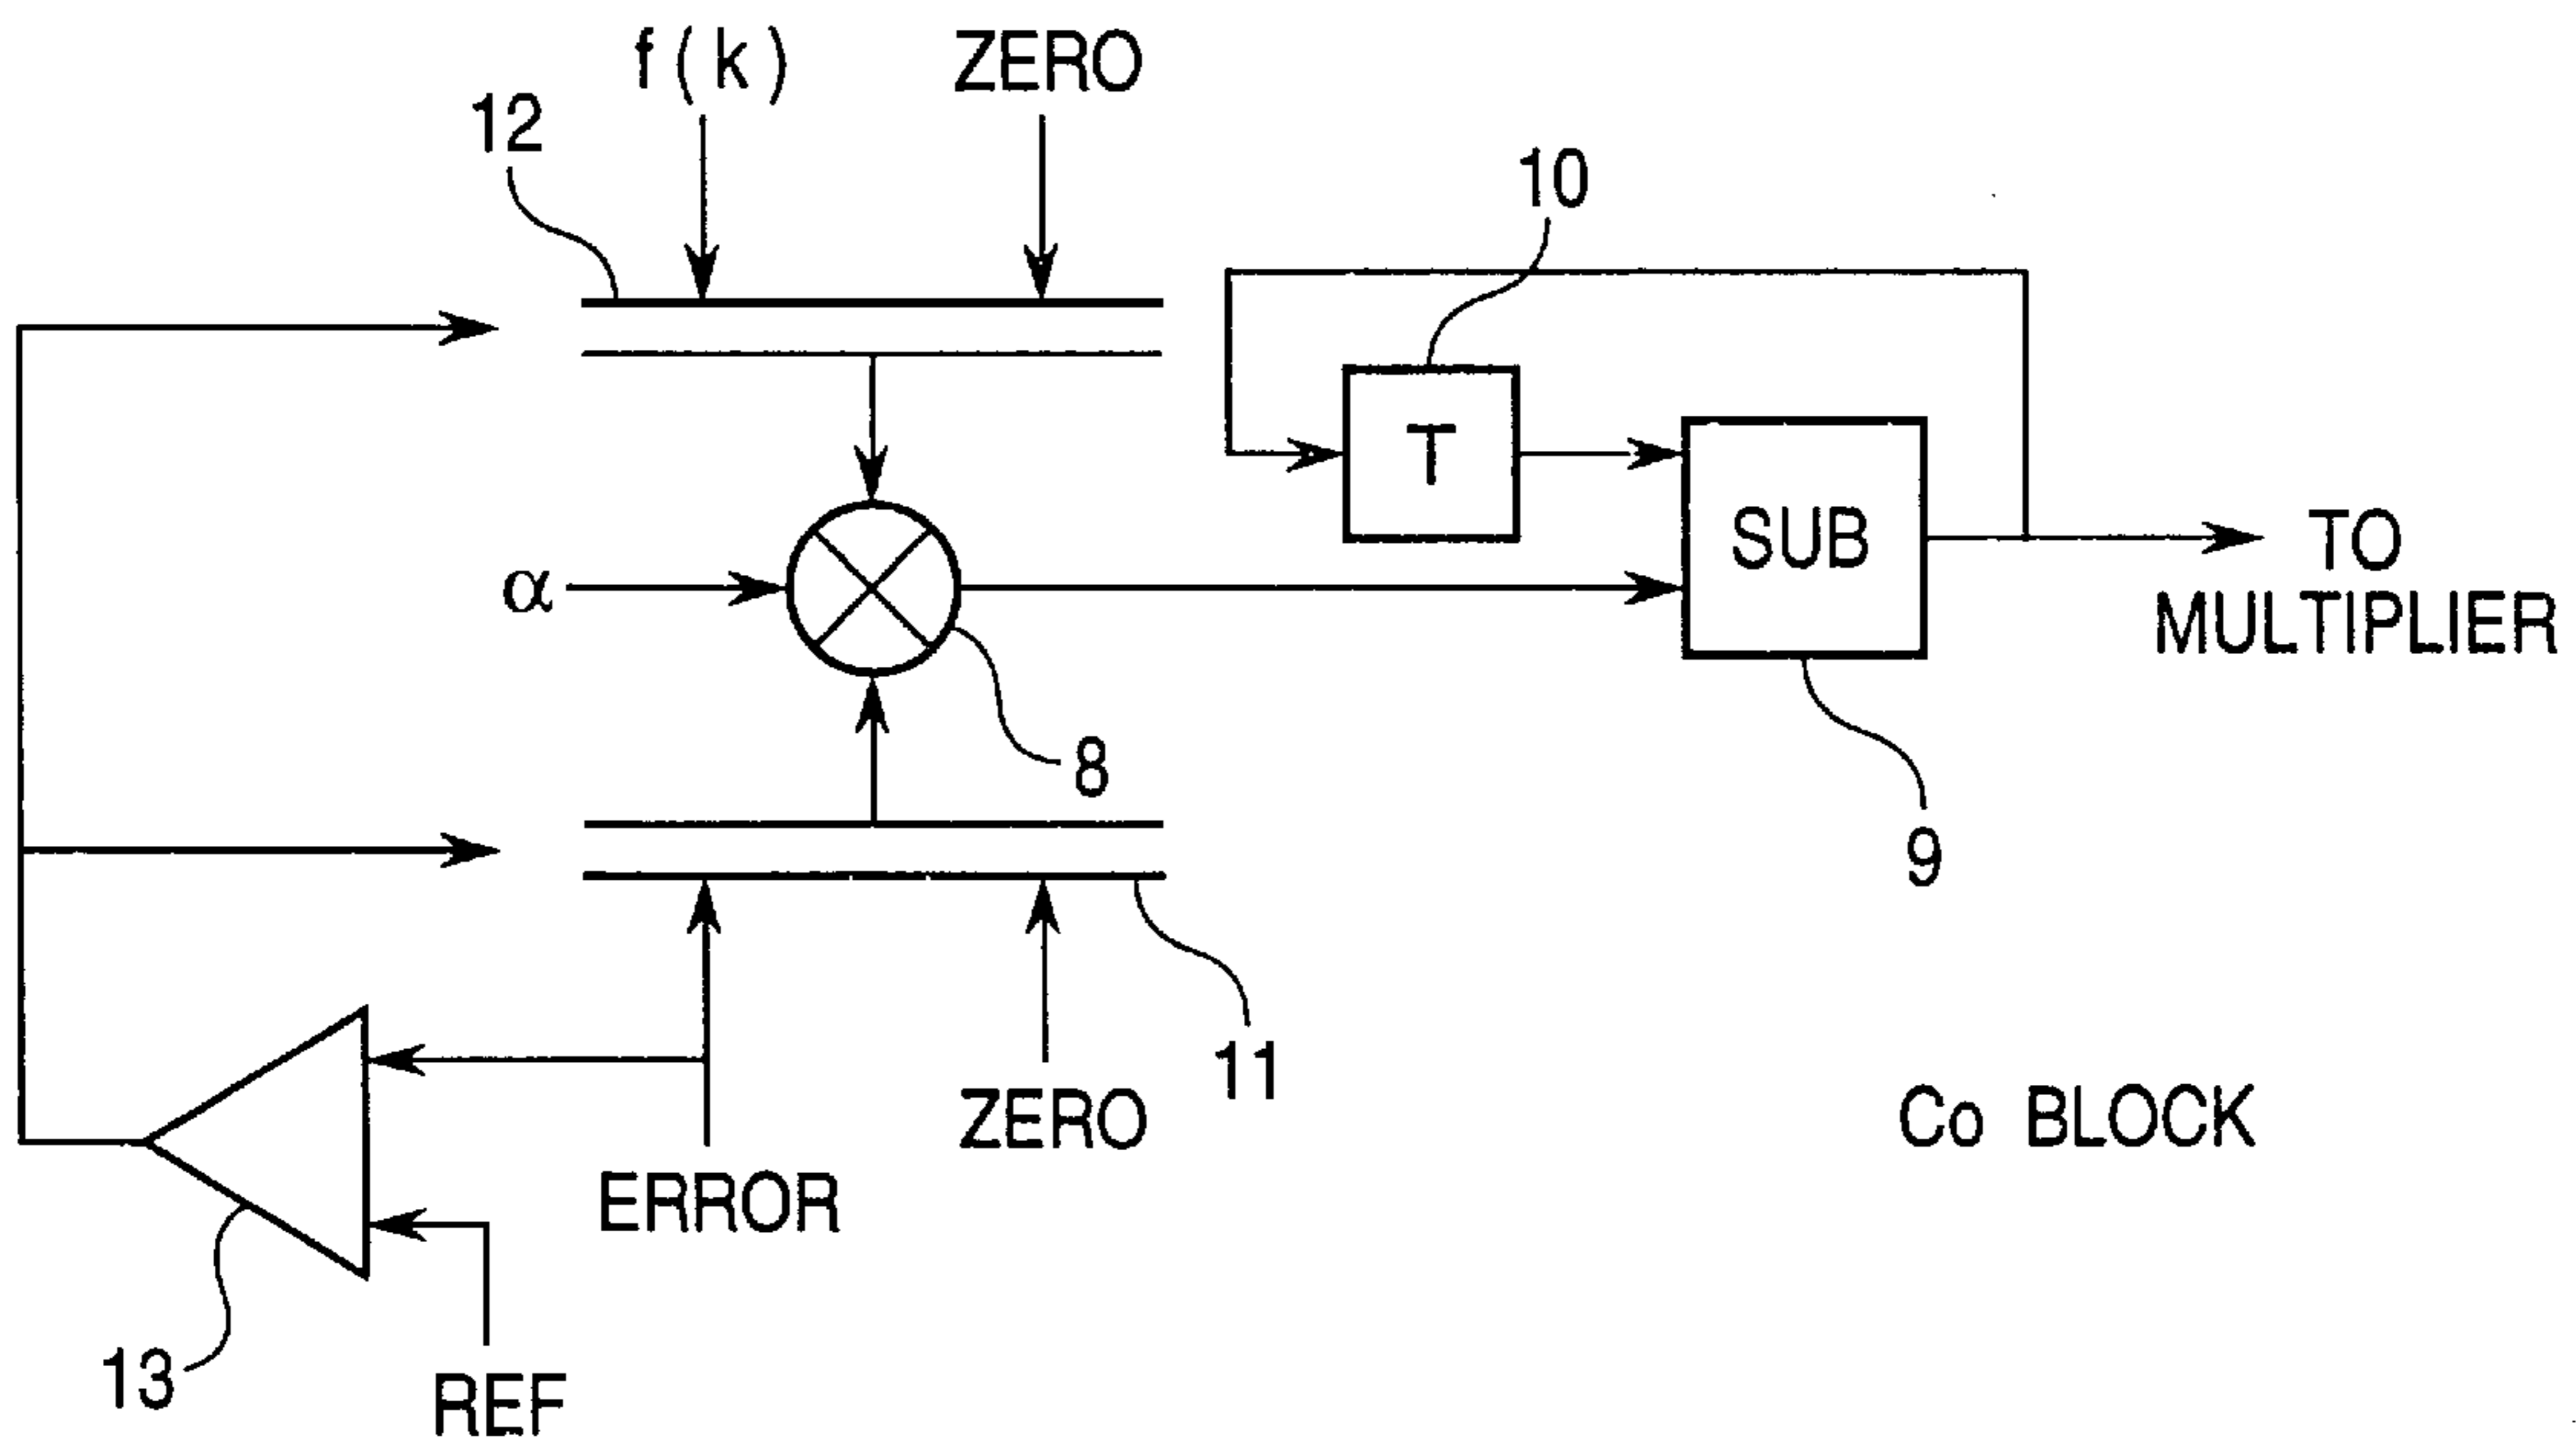 f(k)
ZERO
12
10
T
SUB
TO
MULTIPLIER
α
8
9
11
ZERO
Co BLOCK
ERROR
13
REF